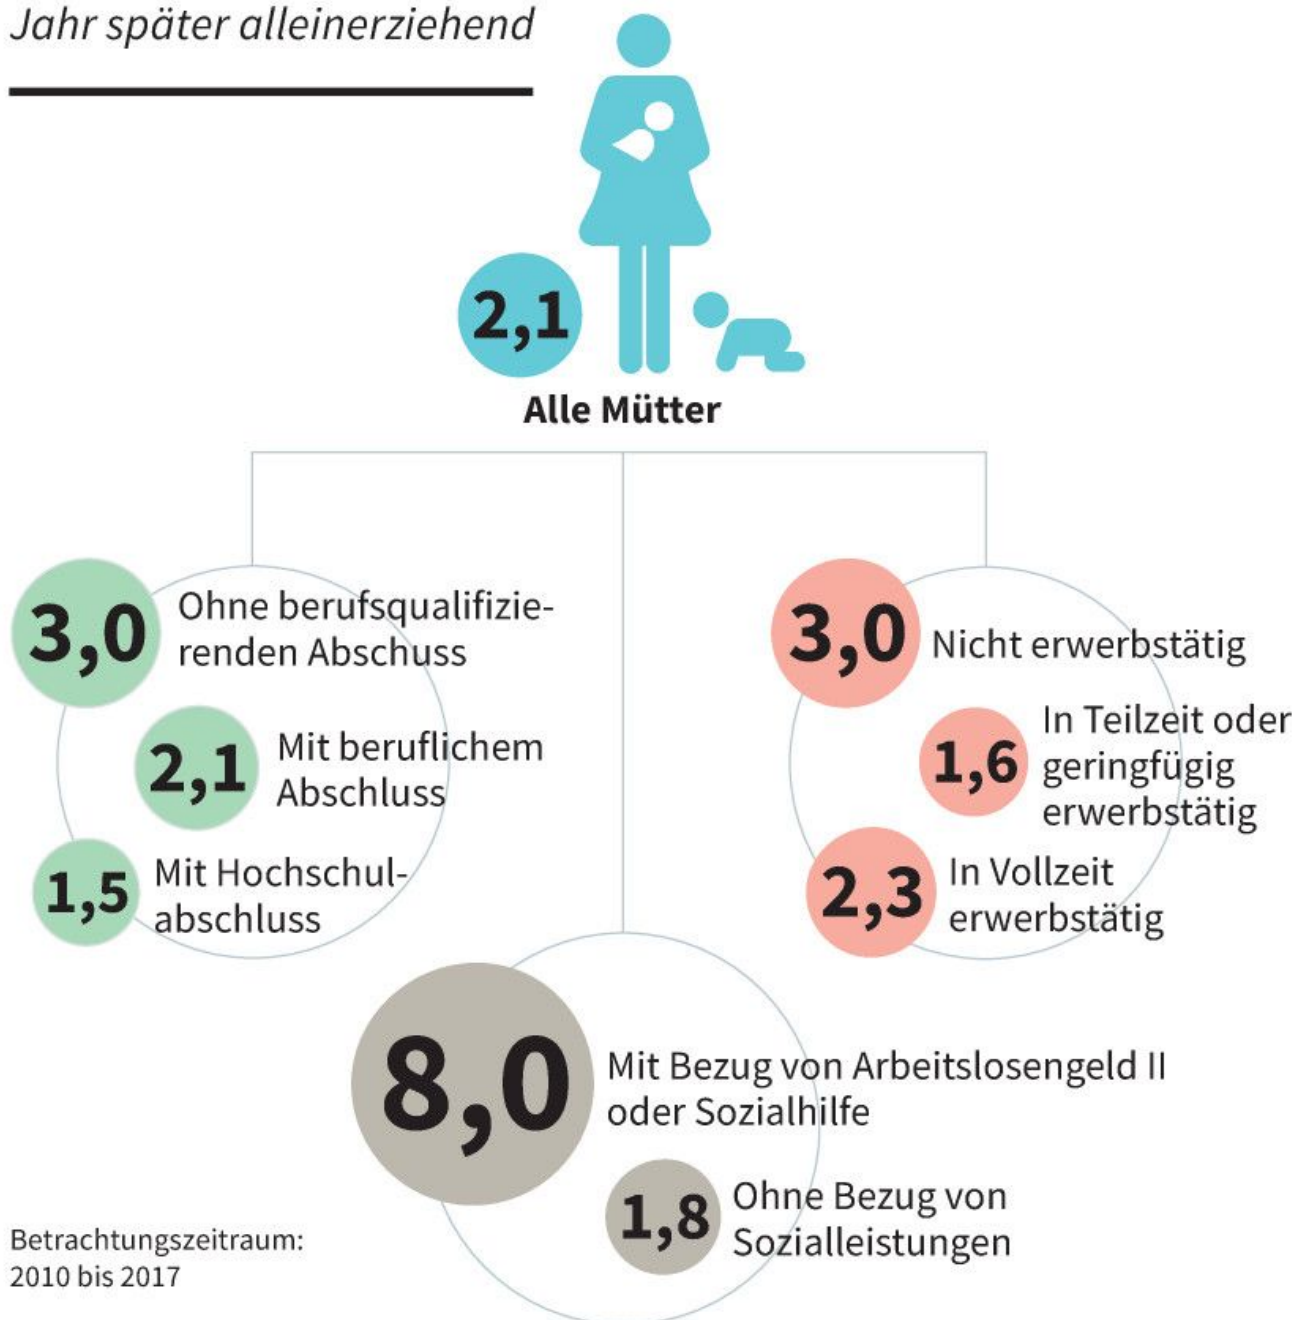 Jahr später alleinerziehend
2,1
Alle Mütter
3,0
Ohne berufsqualifizie-
renden Abschuss
2,1
Mit beruflichem
Abschluss
1,5
Mit Hochschul-
abschluss
3,0
Nicht erwerbstätig
1,6
In Teilzeit oder
geringfügig
erwerbstätig
2,3
In Vollzeit
erwerbstätig
8,0
Mit Bezug von Arbeitslosengeld II
oder Sozialhilfe
1,8
Ohne Bezug von
Sozialleistungen
Betrachtungszeitraum:
2010 bis 2017